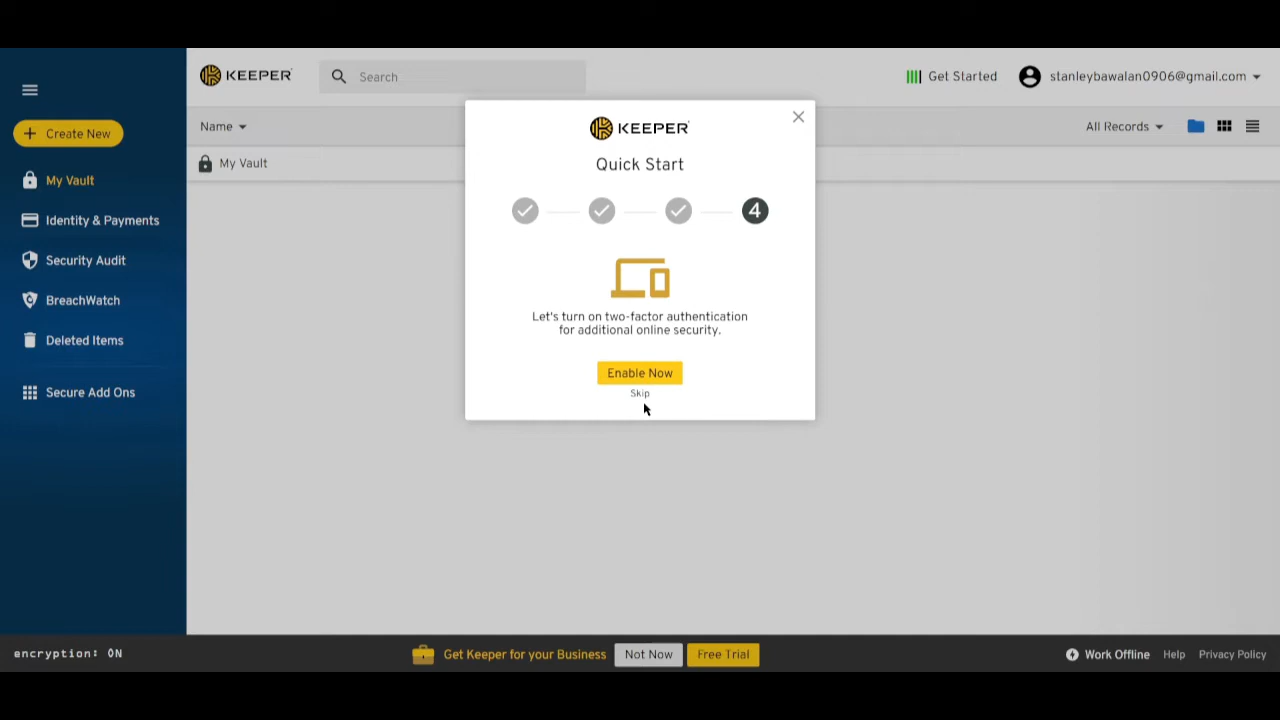 KEEPER
Search
Get Started
stanleybawalan0906@gmail.com
Create New
Name
All Records
My Vault
My Vault
Identity & Payments
Security Audit
BreachWatch
Deleted Items
Secure Add Ons
KEEPER
Quick Start
4
Let's turn on two-factor authentication
for additional online security.
Enable Now
Skip
encryption: ON
Get Keeper for your Business
Not Now
Free Trial
Work Offline
Help
Privacy Policy